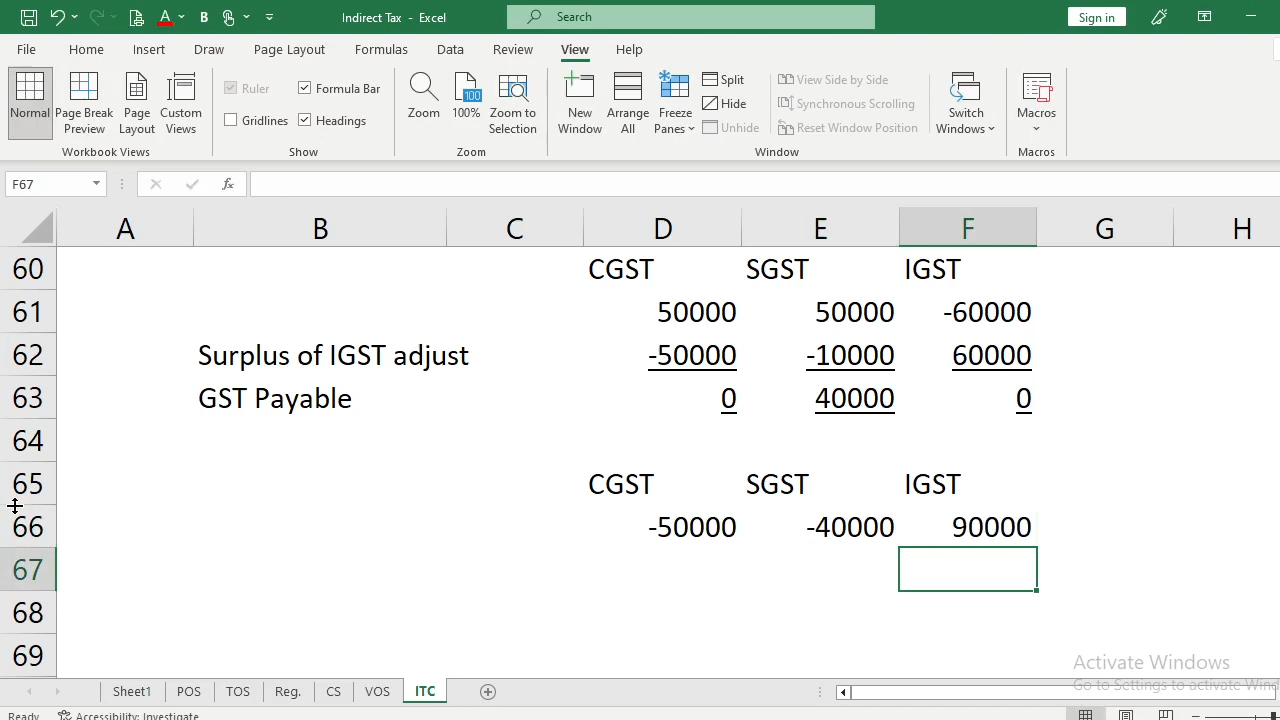 Indirect Tax - Excel
Search
Sign in
File Home Insert Draw Page Layout Formulas Data Review View Help
Normal
Page Break Preview
Page Layout
Custom Views
Workbook Views
Ruler
Formula Bar
Gridlines
Headings
Show
Zoom
100
100%
Zoom to Selection
Zoom
New Window
Arrange All
Freeze Panes
Split
Hide
Unhide
View Side by Side
Synchronous Scrolling
Reset Window Position
Window
Switch Windows
Macros
Macros
F67
fx
A B C D E F G H
60 CGST SGST IGST
61 50000 50000 -60000
62 Surplus of IGST adjust -50000 -10000 60000
63 GST Payable 0 40000 0
64
65 CGST SGST IGST
66 -50000 -40000 90000
67
68
69
Activate Windows
Go to Settings to activate Wind
Sheet1 POS TOS Reg. CS VOS ITC
Ready Accessibility: Investigate